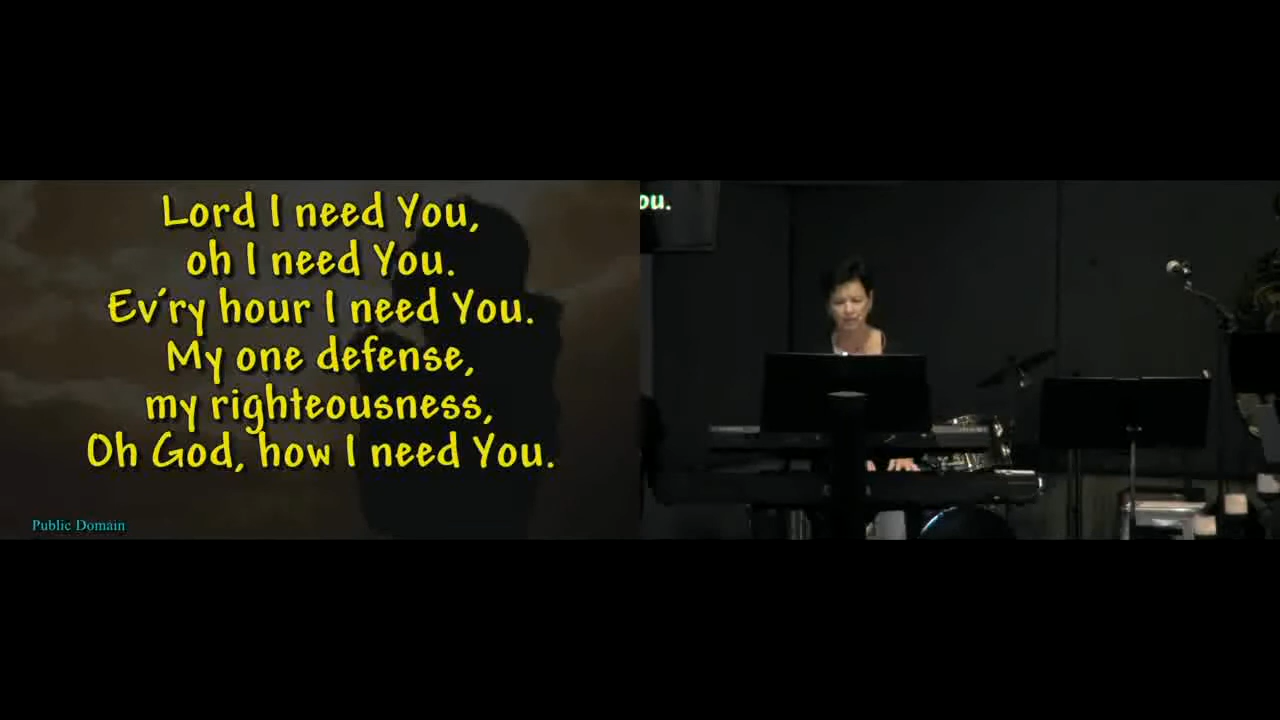 Lord I need You,
oh I need You.
Ev'ry hour I need You.
My one defense,
my righteousness,
Oh God, how I need You.
Public Domain
ou.